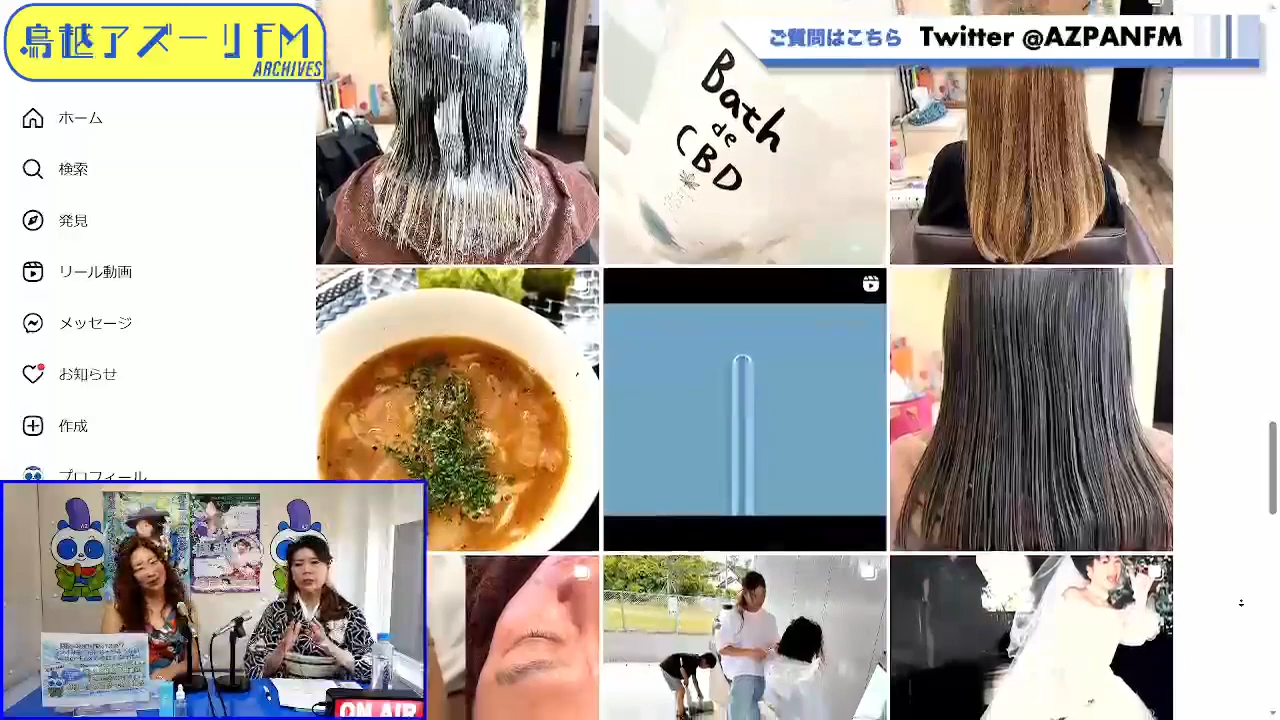 鳥越アズーリFM
ARCHIVES
ご質問はこちら Twitter @AZPANFM
ホーム
検索
発見
リール動画
メッセージ
お知らせ
作成
プロフィール
Bath
de
CBD
ON AIR